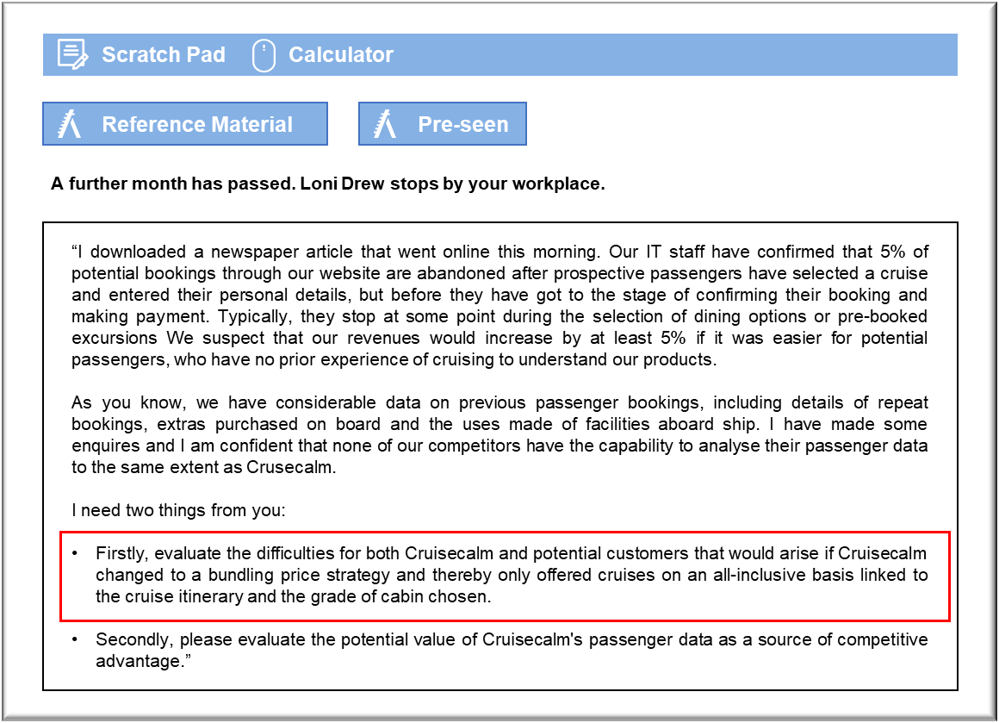 Scratch Pad
Calculator
Reference Material
Pre-seen
A further month has passed. Loni Drew stops by your workplace.
“I downloaded a newspaper article that went online this morning. Our IT staff have confirmed that 5% of
potential bookings through our website are abandoned after prospective passengers have selected a cruise
and entered their personal details, but before they have got to the stage of confirming their booking and
making payment. Typically, they stop at some point during the selection of dining options or pre-booked
excursions We suspect that our revenues would increase by at least 5% if it was easier for potential
passengers, who have no prior experience of cruising to understand our products.
As you know, we have considerable data on previous passenger bookings, including details of repeat
bookings, extras purchased on board and the uses made of facilities aboard ship. I have made some
enquires and I am confident that none of our competitors have the capability to analyse their passenger data
to the same extent as Crusecalm.
I need two things from you:
• Firstly, evaluate the difficulties for both Cruisecalm and potential customers that would arise if Cruisecalm
changed to a bundling price strategy and thereby only offered cruises on an all-inclusive basis linked to
the cruise itinerary and the grade of cabin chosen.
• Secondly, please evaluate the potential value of Cruisecalm's passenger data as a source of competitive
advantage.”